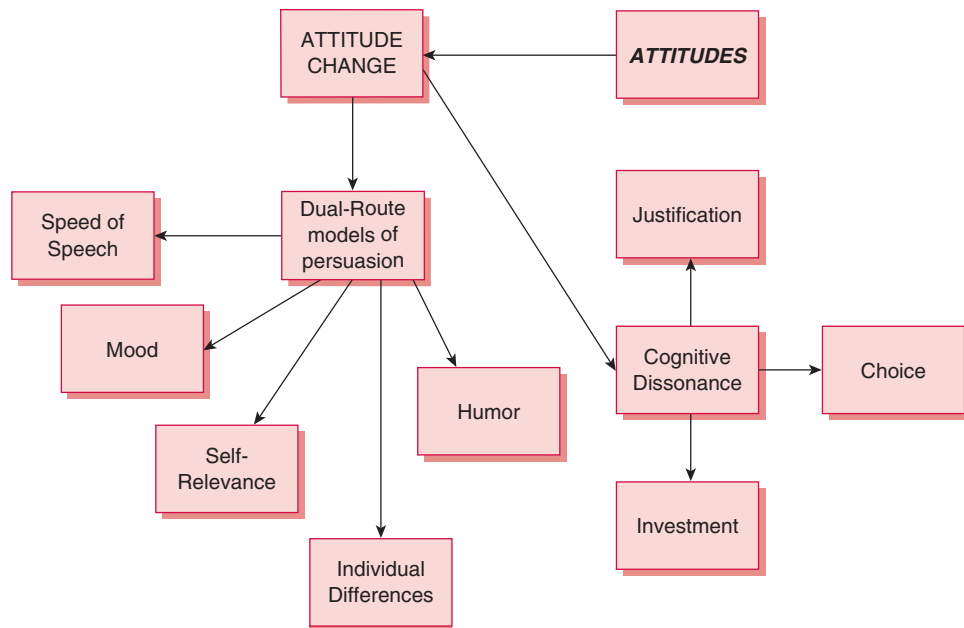 ATTITUDE
CHANGE
ATTITUDES
Speed of
Speech
Dual-Route
models of
persuasion
Justification
Mood
Cognitive
Dissonance
Choice
Humor
Self-
Relevance
Investment
Individual
Differences